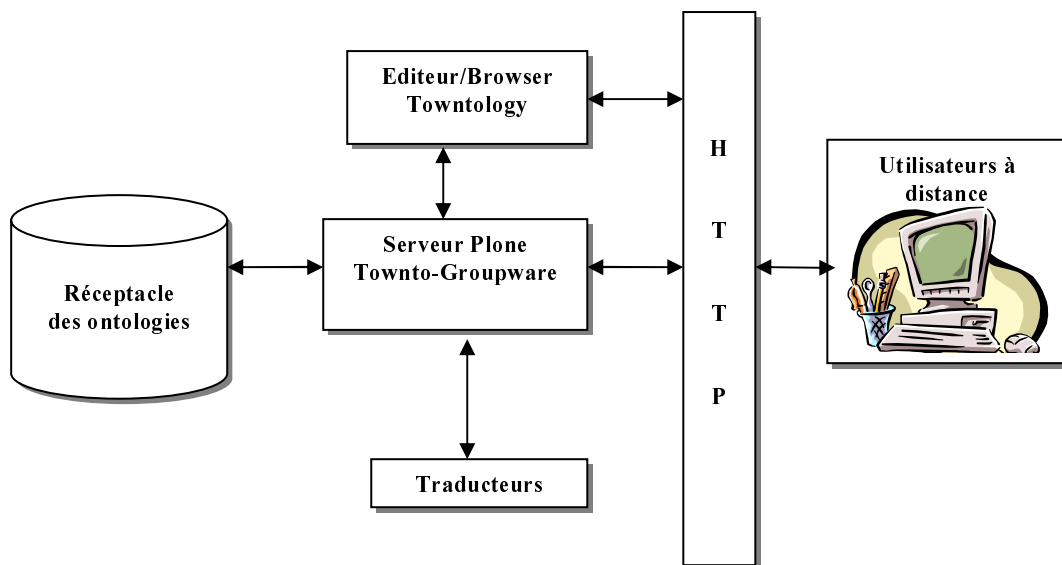 Editeur/Browser
Towntology
H
T
T
P
Utilisateurs à
distance
Serveur Plone
Townto-Groupware
Réceptacle
des ontologies
Traducteurs